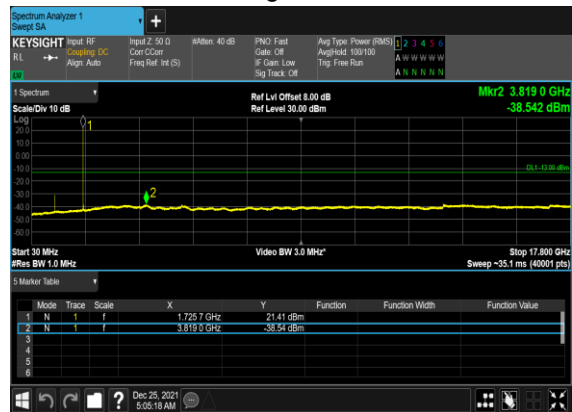 Spectrum Analyzer 1
Swept SA
KEYSIGHT Input: RF Input Z: 50 Ω #Atten: 40 dB PNO: Fast Avg Type: Power (RMS) 1 2 3 4 5 6
RL Coupling: DC Corr CCorr Gate: Off Avg|Hold: 100/100 A W W W W W
Align: Auto Freq Ref: Int (S) IF Gain: Low Trig: Free Run
LW Sig Track: Off A N N N N N
1 Spectrum Ref Lvl Offset 8.00 dB Mkr2 3.819 0 GHz
Scale/Div 10 dB Ref Level 30.00 dBm -38.542 dBm
Log
20.0 1
10.0
0.00
-10.0 DL1 -13.00 dBm
-20.0
-30.0 2
-40.0
-50.0
-60.0
Start 30 MHz Video BW 3.0 MHz* Stop 17.800 GHz
#Res BW 1.0 MHz Sweep ~35.1 ms (40001 pts)
5 Marker Table
Mode Trace Scale X Y Function Function Width Function Value
1 N 1 f 1.725 7 GHz 21.41 dBm
2 N 1 f 3.819 0 GHz -38.54 dBm
3
4
5
6
? Dec 25, 2021
5:05:18 AM